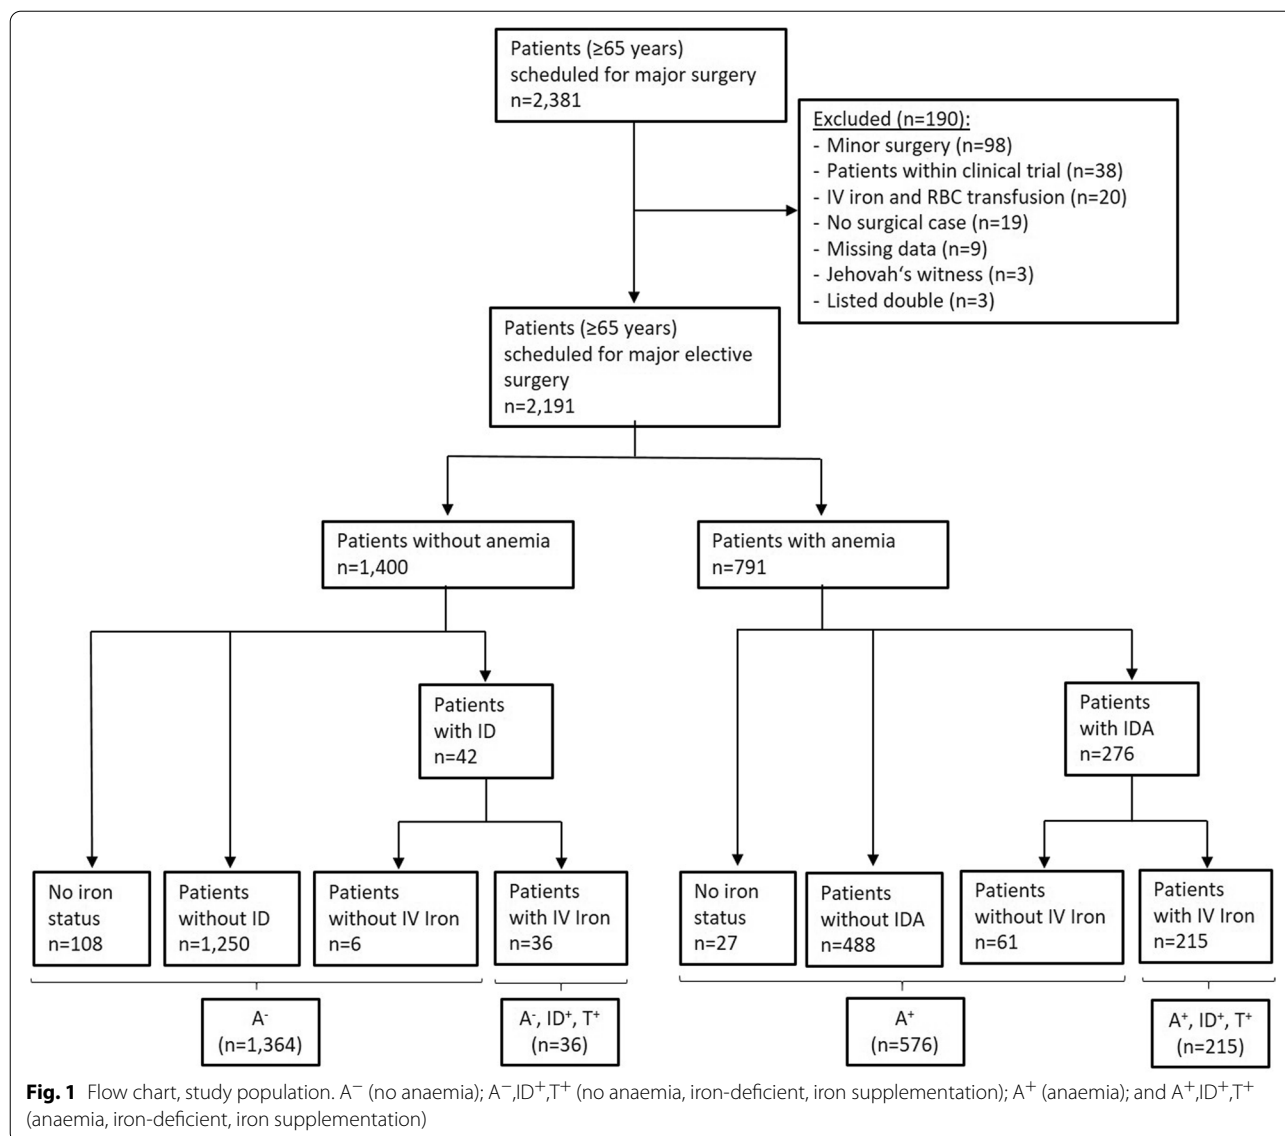 Patients (≥65 years)
scheduled for major surgery
n=2,381
Excluded (n=190):
- Minor surgery (n=98)
- Patients within clinical trial (n=38)
- IV iron and RBC transfusion (n=20)
- No surgical case (n=19)
- Missing data (n=9)
- Jehovah‘s witness (n=3)
- Listed double (n=3)
Patients (≥65 years)
scheduled for major elective
surgery
n=2,191
Patients without anemia
n=1,400
Patients with anemia
n=791
Patients
with ID
n=42
Patients
with IDA
n=276
No iron
status
n=108
Patients
without ID
n=1,250
Patients
without IV Iron
n=6
Patients
with IV Iron
n=36
No iron
status
n=27
Patients
without IDA
n=488
Patients
without IV Iron
n=61
Patients
with IV Iron
n=215
A⁻
(n=1,364)
A⁻, ID⁺, T⁺
(n=36)
A⁺
(n=576)
A⁺, ID⁺, T⁺
(n=215)
Fig. 1 Flow chart, study population. A⁻ (no anaemia); A⁻,ID⁺,T⁺ (no anaemia, iron-deficient, iron supplementation); A⁺ (anaemia); and A⁺,ID⁺,T⁺
(anaemia, iron-deficient, iron supplementation)